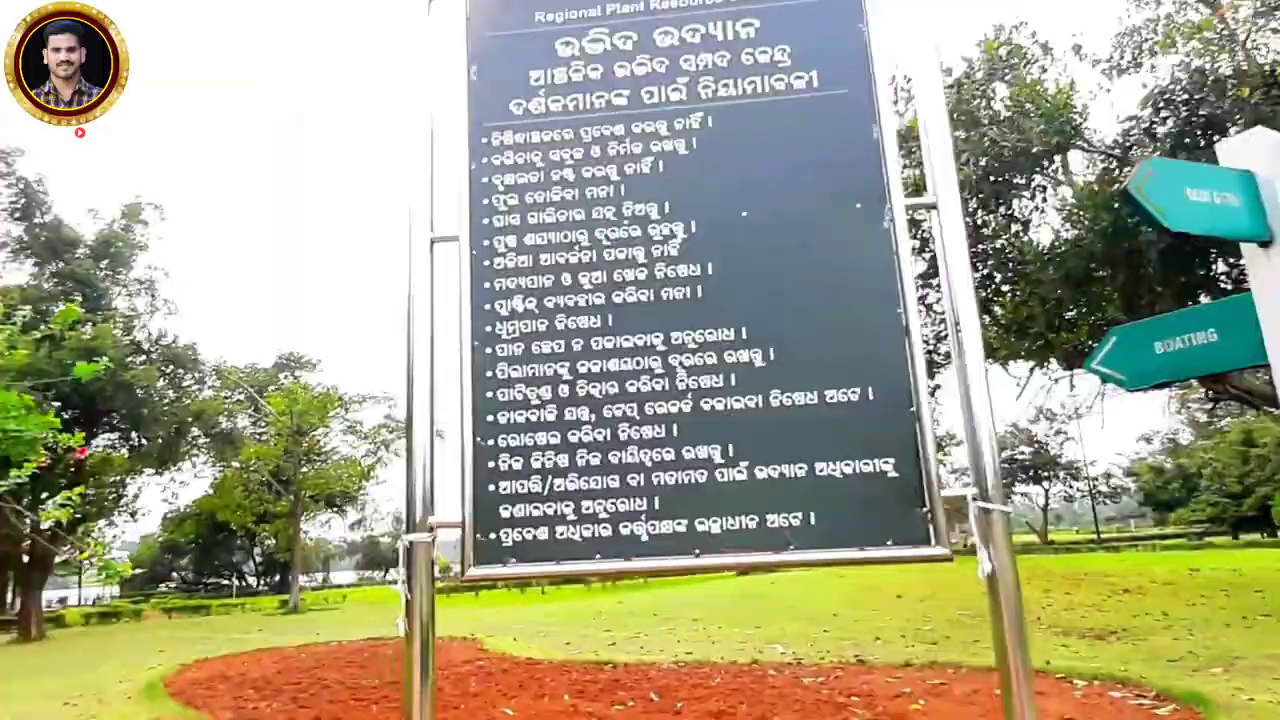 Regional Plant Resource
ଉଦ୍ଭିଦ ଉଦ୍ୟାନ
ଆଞ୍ଚଳିକ ଉଦ୍ଭିଦ ସମ୍ପଦ କେନ୍ଦ୍ର
ଦର୍ଶକମାନଙ୍କ ପାଇଁ ନିୟାମାବଳୀ
• ନିଷିଦ୍ଧାଞ୍ଚଳରେ ପ୍ରବେଶ କରନ୍ତୁ ନାହିଁ ।
• ବଗିଚାକୁ ସବୁଜ ଓ ନିର୍ମଳ ରଖନ୍ତୁ ।
• ବୃକ୍ଷଲତା ନଷ୍ଟ କରନ୍ତୁ ନାହିଁ ।
• ଫୁଲ ତୋଳିବା ମନା ।
• ଘାସ ଗାଲିଚାର ଯତ୍ନ ନିଅନ୍ତୁ ।
• ପୁଷ୍ପ ଶଯ୍ୟାଠାରୁ ଦୂରରେ ରୁହନ୍ତୁ ।
• ଅଳିଆ ଆବର୍ଜନା ପକାନ୍ତୁ ନାହିଁ
• ମଦ୍ୟପାନ ଓ ଜୁଆ ଖେଳ ନିଷେଧ ।
• ପ୍ଲାଷ୍ଟିକ୍ ବ୍ୟବହାର କରିବା ମନା ।
• ଧୂମ୍ରପାନ ନିଷେଧ ।
• ପାନ ଛେପ ନ ପକାଇବାକୁ ଅନୁରୋଧ ।
• ପିଲାମାନଙ୍କୁ ଜଳାଶୟଠାରୁ ଦୂରରେ ରଖନ୍ତୁ ।
• ପାଟିତୁଣ୍ଡ ଓ ଚିତ୍କାର କରିବା ନିଷେଧ ।
• ଡାକବାଜି ଯନ୍ତ୍ର, ଟେପ୍ ରେକର୍ଡ ବଜାଇବା ନିଷେଧ ଅଟେ ।
• ରୋଷେଇ କରିବା ନିଷେଧ ।
• ନିଜ ଜିନିଷ ନିଜ ଦାୟିତ୍ଵରେ ରଖନ୍ତୁ ।
• ଆପତ୍ତି/ଅଭିଯୋଗ ବା ମତାମତ ପାଇଁ ଉଦ୍ୟାନ ଅଧିକାରୀଙ୍କୁ
ଜଣାଇବାକୁ ଅନୁରୋଧ ।
• ପ୍ରବେଶ ଅଧିକାର କର୍ତ୍ତୃପକ୍ଷଙ୍କ ଇଚ୍ଛାଧୀନ ଅଟେ ।
BOATING